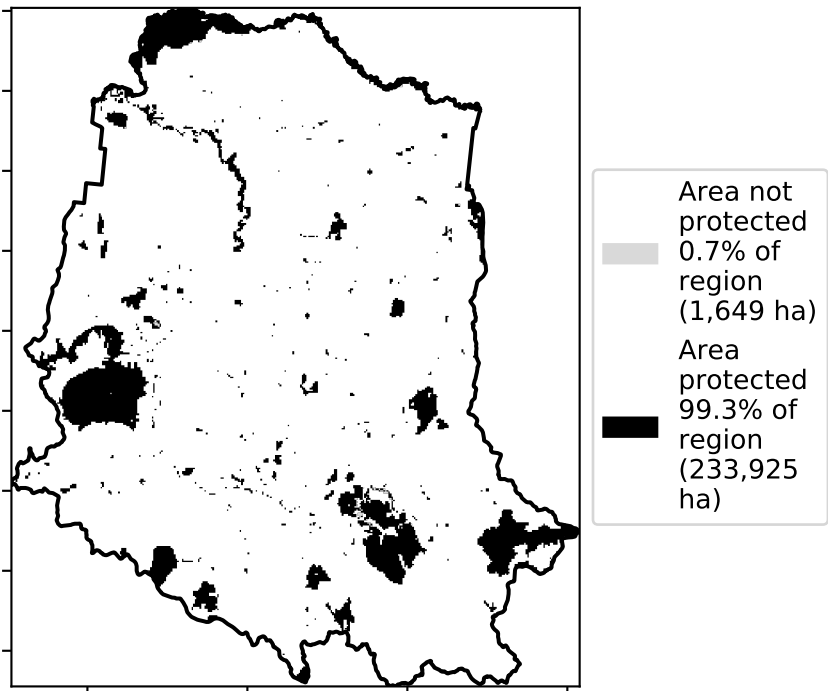 Area not
protected
0.7% of
region
(1,649 ha)
Area
protected
99.3% of
region
(233,925
ha)